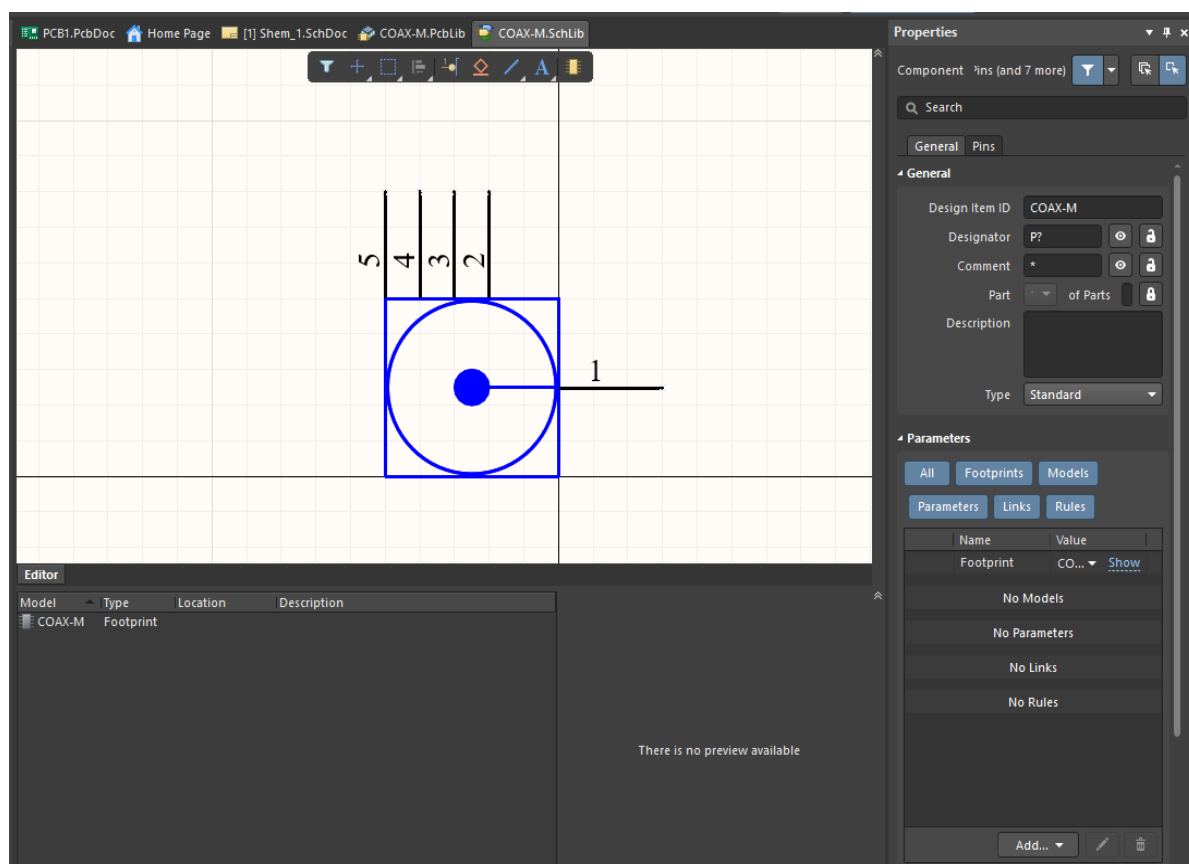 PCB1.PcbDoc Home Page [1] Shem_1.SchDoc COAX-M.PcbLib COAX-M.SchLib
A
5 4 3 2
1
Editor
Model Type Location Description
COAX-M Footprint
There is no preview available
Properties
Component Pins (and 7 more)
Search
General Pins
General
Design Item ID COAX-M
Designator P?
Comment *
Part - of Parts
Description
Type Standard
Parameters
All Footprints Models
Parameters Links Rules
Name Value
Footprint CO... Show
No Models
No Parameters
No Links
No Rules
Add...